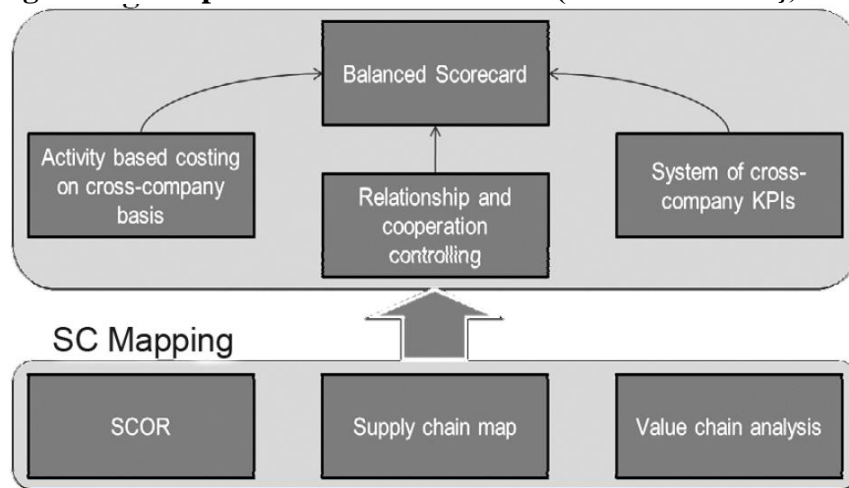 Balanced Scorecard
Activity based costing
on cross-company
basis
Relationship and
cooperation
controlling
System of cross-
company KPIs
SC Mapping
SCOR
Supply chain map
Value chain analysis